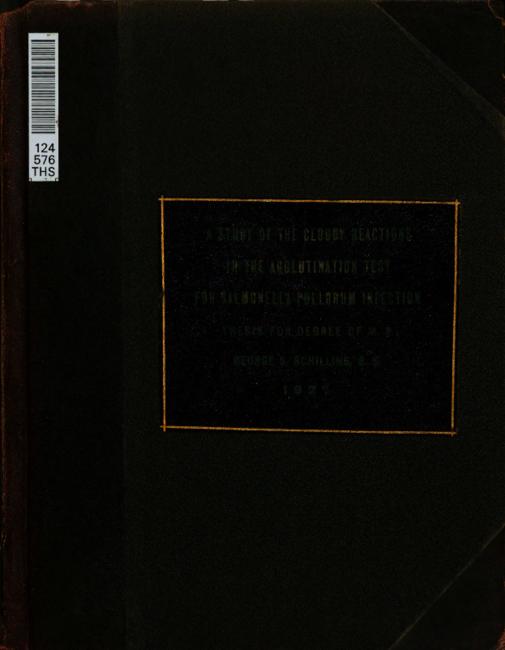 124
576
THS
A STUDY OF THE CLOUDY REACTIONS
IN THE AGGLUTINATION TEST
FOR SALMONELLA PULLORUM INFECTION
THESIS FOR DEGREE OF M. S.
GEORGE S. SCHILLING, B. S.
1927